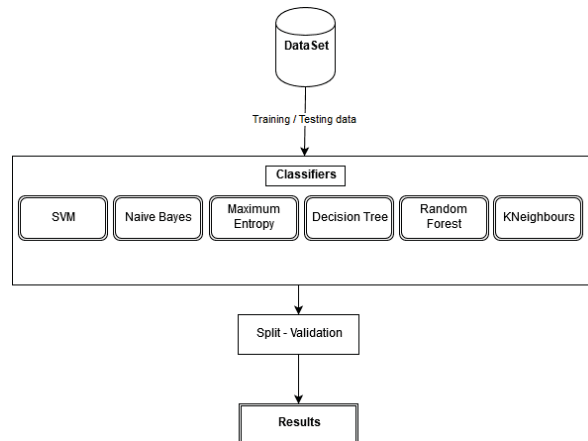 DataSet
Training / Testing data
Classifiers
SVM
Naive Bayes
Maximum
Entropy
Decision Tree
Random
Forest
KNeighbours
Split - Validation
Results